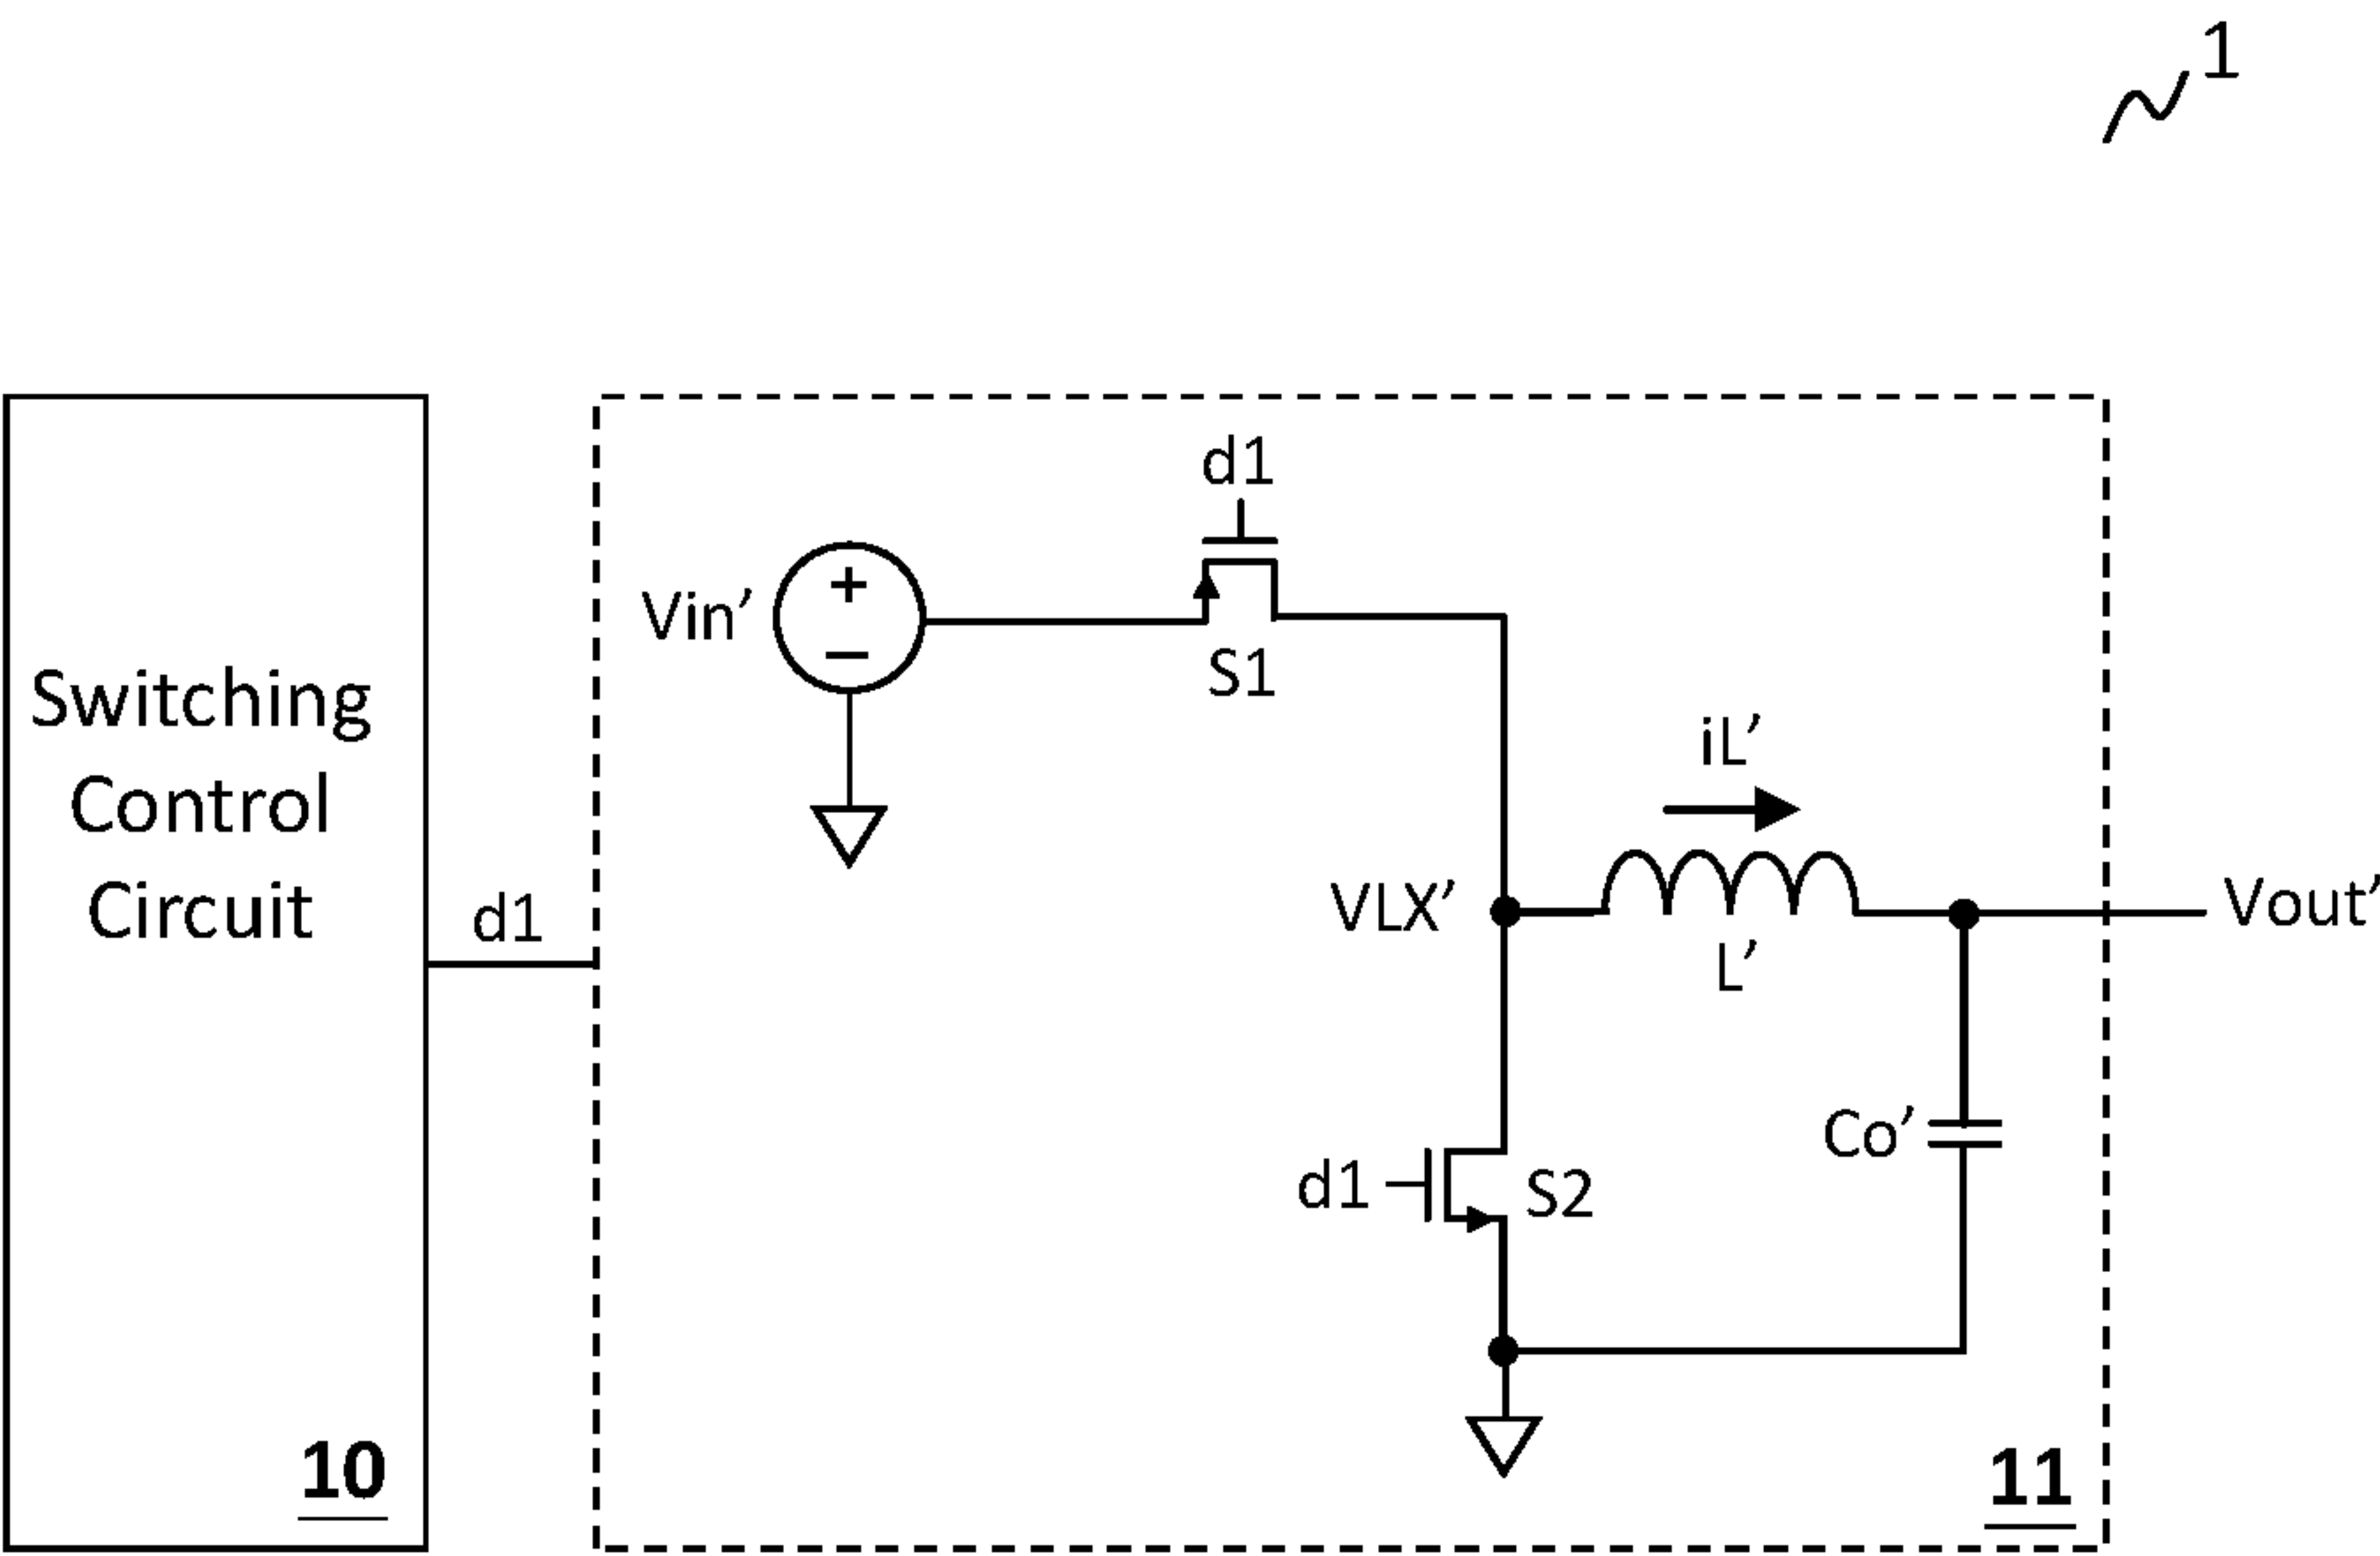 1
d1
Vin’
+
−
S1
Switching
Control
Circuit
iL’
d1
VLX’
L’
Vout’
Co’
d1
S2
10
11